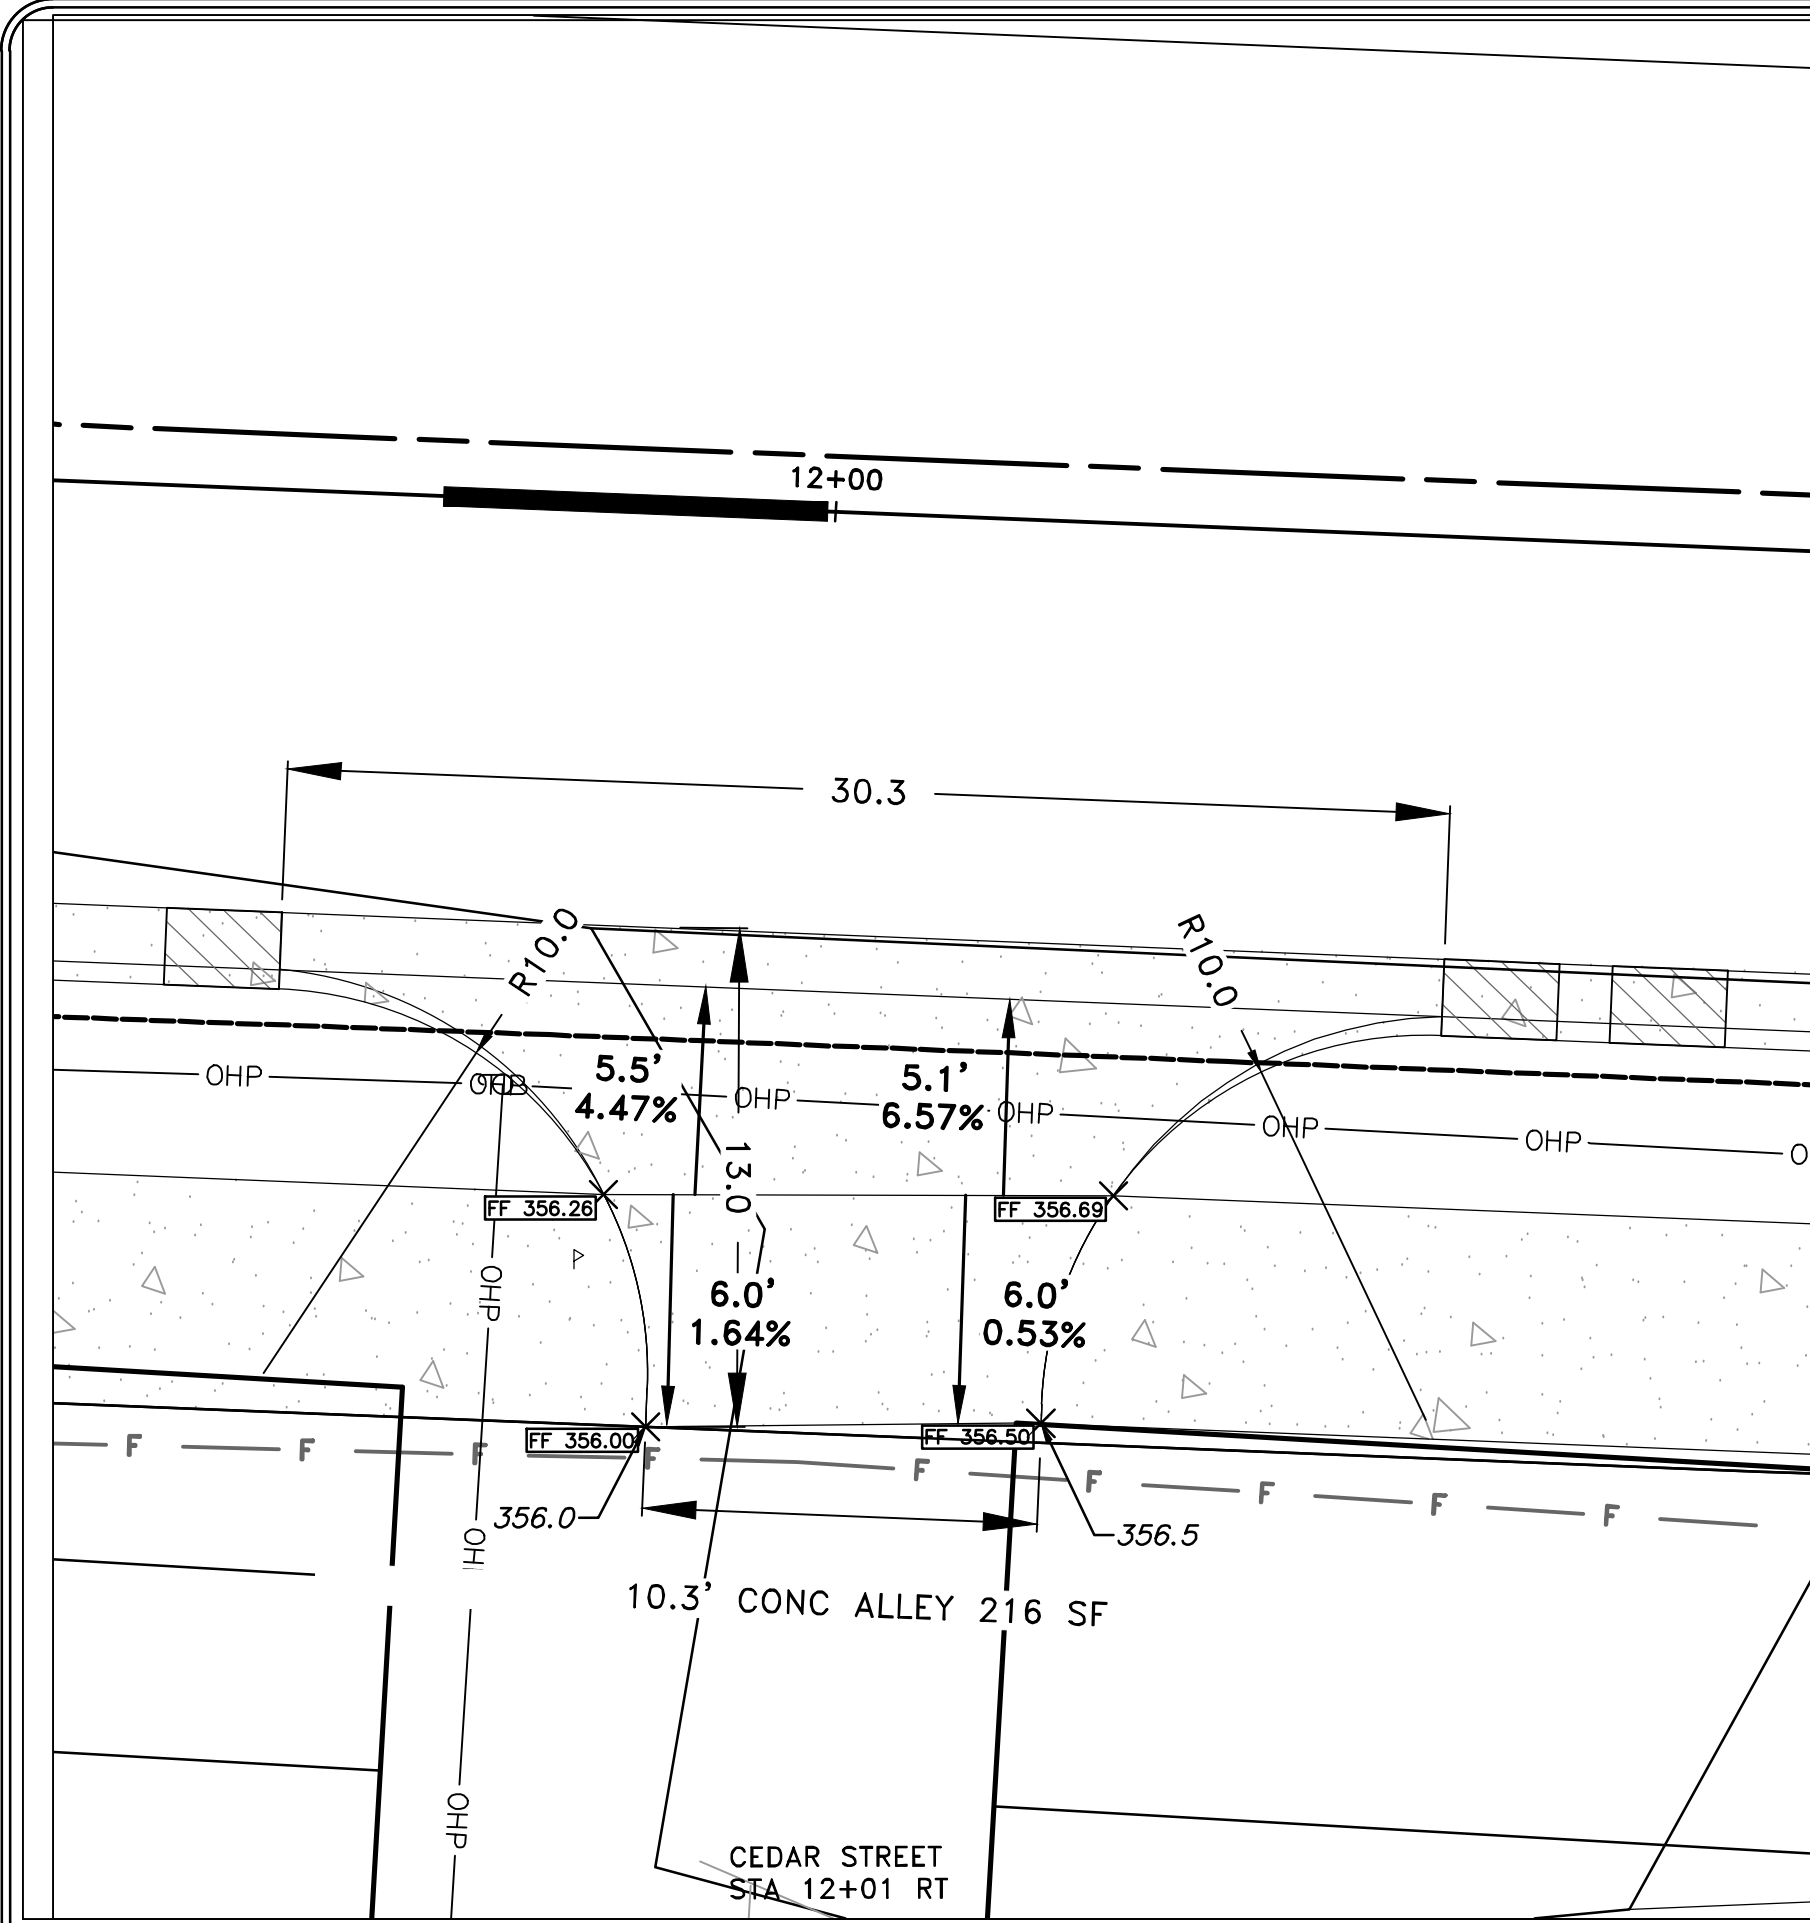 12+00
30.3
R10.0
R10.0
5.5'
4.47%
5.1'
6.57%
OHP
OHP
OHP
OHP
OHP
OHP
13.0
FF 356.26
FF 356.69
OHP
6.0'
1.64%
6.0'
0.53%
FF 356.00
FF 356.50
F
F
F
F
F
F
F
F
F
356.0
356.5
10.3' CONC ALLEY 216 SF
OHP
CEDAR STREET
STA 12+01 RT